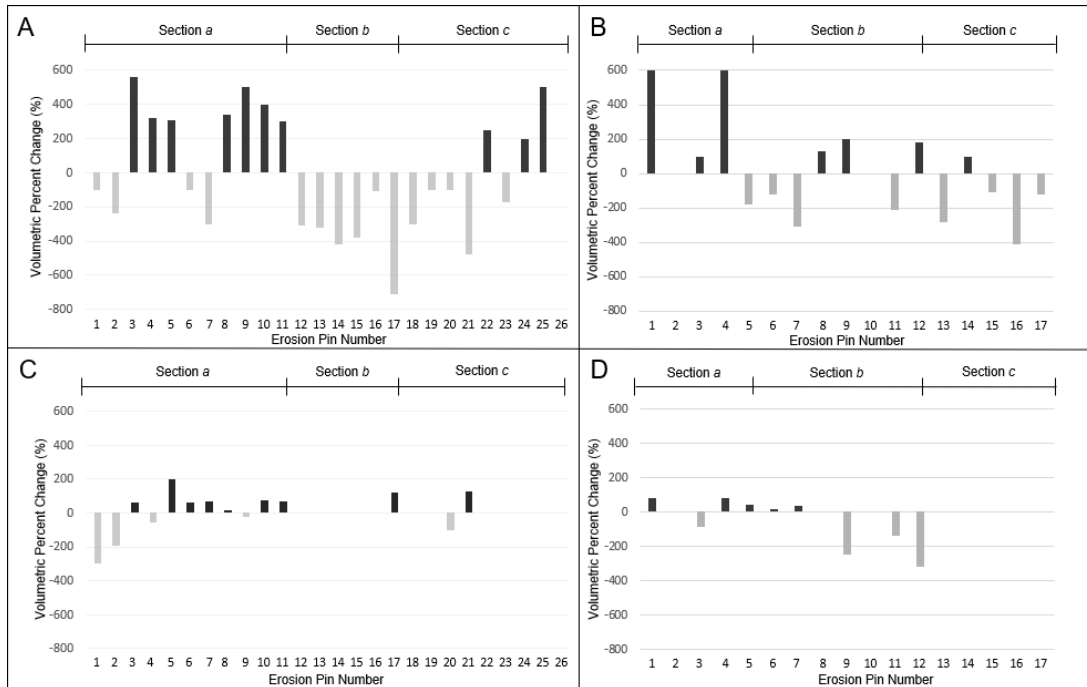 A
Section a Section b Section c
Volumetric Percent Change (%)
600
400
200
0
-200
-400
-600
-800
1 2 3 4 5 6 7 8 9 10 11 12 13 14 15 16 17 18 19 20 21 22 23 24 25 26
Erosion Pin Number
B
Section a Section b Section c
Volumetric Percent Change (%)
600
400
200
0
-200
-400
-600
-800
1 2 3 4 5 6 7 8 9 10 11 12 13 14 15 16 17
Erosion Pin Number
C
Section a Section b Section c
Volumetric Percent Change (%)
600
400
200
0
-200
-400
-600
-800
1 2 3 4 5 6 7 8 9 10 11 12 13 14 15 16 17 18 19 20 21 22 23 24 25 26
Erosion Pin Number
D
Section a Section b Section c
Volumetric Percent Change (%)
600
400
200
0
-200
-400
-600
-800
1 2 3 4 5 6 7 8 9 10 11 12 13 14 15 16 17
Erosion Pin Number